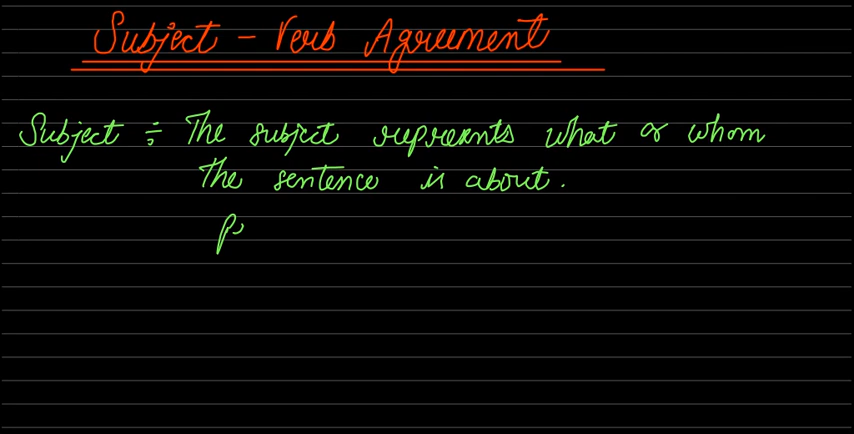 Subject - Verb Agreement
Subject ÷ The subject represents what or whom
the sentence is about.